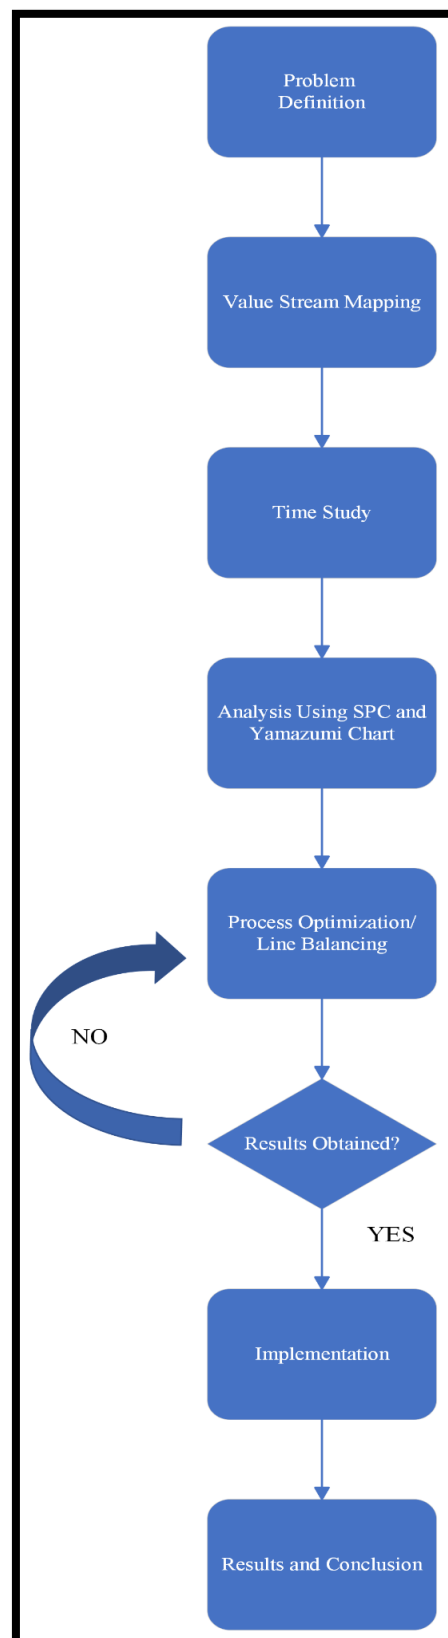 Problem
Definition
Value Stream Mapping
Time Study
Analysis Using SPC and
Yamazumi Chart
Process Optimization/
Line Balancing
NO
Results Obtained?
YES
Implementation
Results and Conclusion